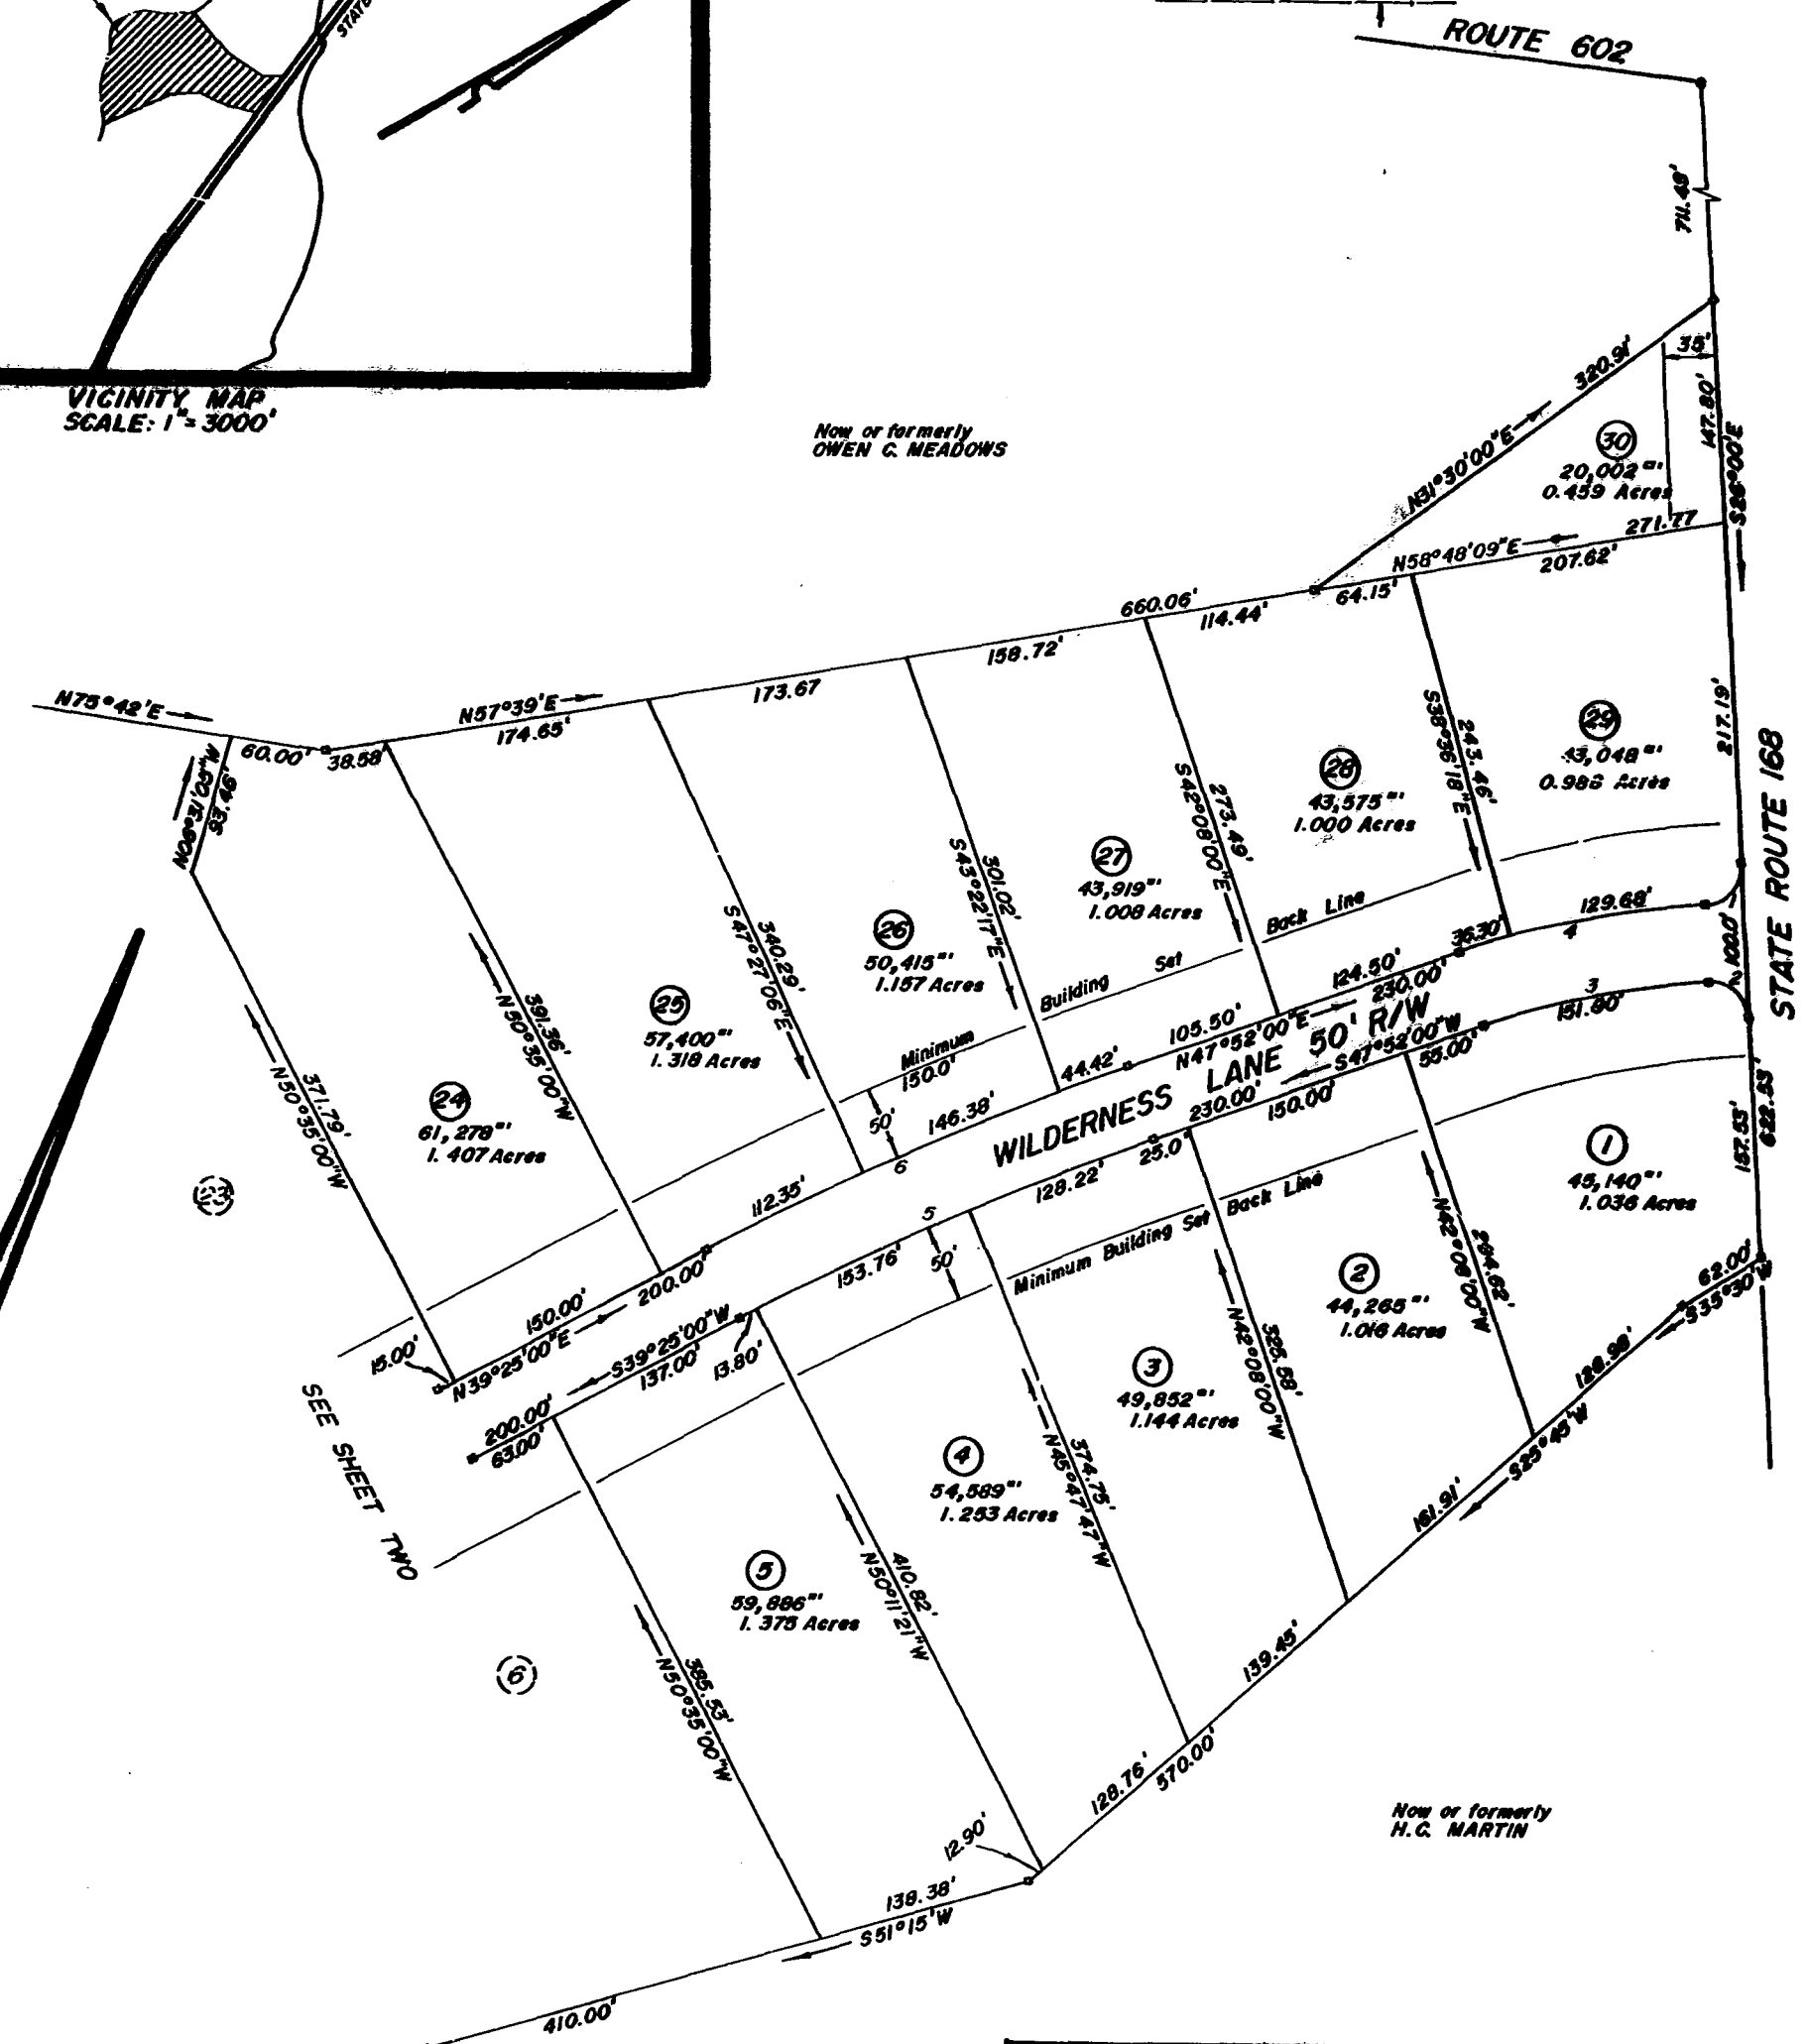 STATE
ROUTE 602
711.49'
VICINITY MAP
SCALE: 1" = 3000'
Now or formerly
OWEN C. MEADOWS
320.91'
N31°30'00"E
35'
147.80'
S26°00'E
30
20,002 □'
0.459 Acres
271.77
N58°48'09"E
207.62'
64.15'
660.06'
114.44'
158.72'
173.67
N57°39'E
174.65'
N75°42'E
60.00'
38.58'
93.46'
217.19'
STATE ROUTE 168
29
43,048 □'
0.988 Acres
243.46'
S38°36'18"E
28
43,575 □'
1.000 Acres
273.49'
S42°08'00"E
27
43,919 □'
1.008 Acres
301.02'
S43°22'17"E
26
50,415 □'
1.157 Acres
340.29'
S47°27'06"E
25
57,400 □'
1.318 Acres
391.36'
N50°35'00"W
24
61,278 □'
1.407 Acres
371.79'
N50°35'00"W
23
Minimum Building Set Back Line
150.0'
50'
129.68'
4
36.30'
124.50'
230.00'
105.50'
N47°52'00"E
44.42'
146.38'
6
112.35'
200.00'
150.00'
N39°25'00"E
15.00'
WILDERNESS LANE 50' R/W
100.0'
3
151.90'
S47°52'00"W
55.00'
150.00'
230.00'
25.0'
128.22'
5
50'
153.76'
13.80'
S39°25'00"W
137.00'
200.00'
63.00'
Minimum Building Set Back Line
157.53'
622.53'
1
45,140 □'
1.036 Acres
62.00'
S35°30'W
294.62'
N42°08'00"W
128.98'
S25°45'W
2
44,265 □'
1.016 Acres
325.58'
N42°08'00"W
161.91'
3
49,852 □'
1.144 Acres
374.75'
N45°47'47"W
139.45'
4
54,589 □'
1.253 Acres
410.82'
N50°11'21"W
128.76'
570.00'
12.90'
5
59,886 □'
1.375 Acres
385.53'
N50°35'00"W
138.38'
S51°15'W
410.00'
6
SEE SHEET TWO
Now or formerly
H.C. MARTIN